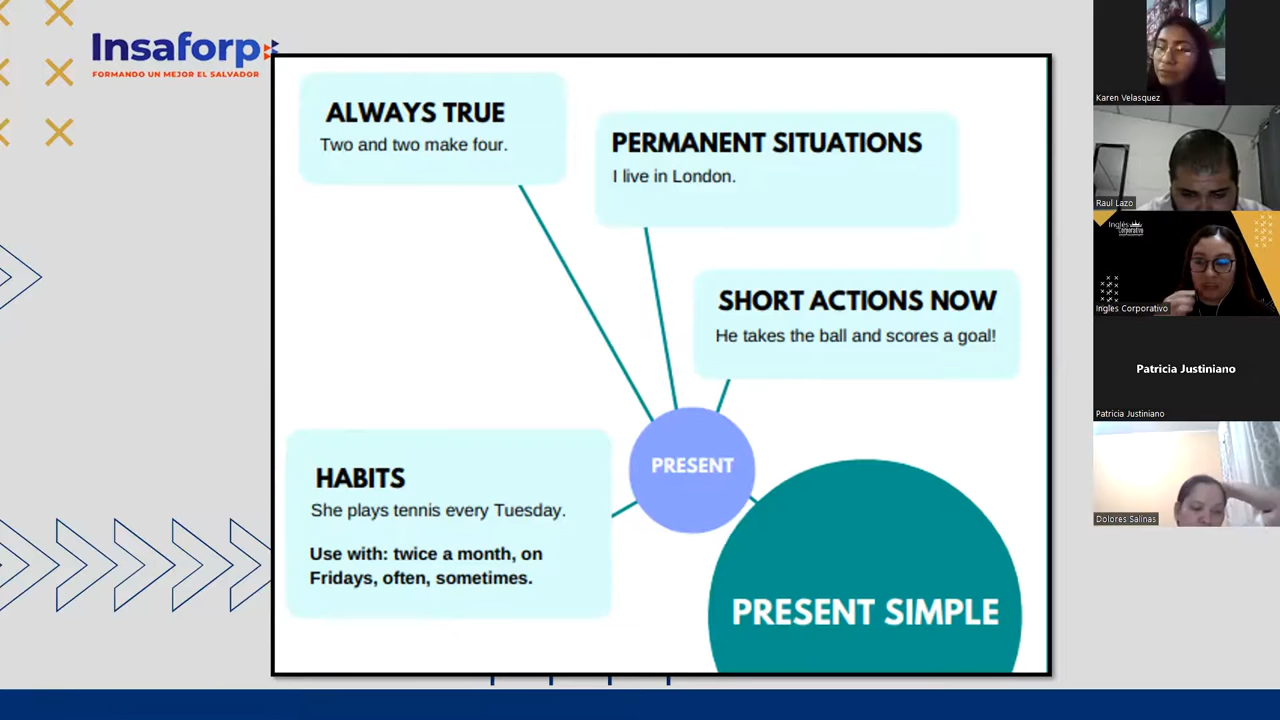 Insaforp
FORMANDO UN MEJOR EL SALVADOR
ALWAYS TRUE
Two and two make four.
PERMANENT SITUATIONS
I live in London.
SHORT ACTIONS NOW
He takes the ball and scores a goal!
HABITS
She plays tennis every Tuesday.
Use with: twice a month, on
Fridays, often, sometimes.
PRESENT
PRESENT SIMPLE
Karen Velasquez
Raul Lazo
Inglés
Corporativo
Ingles Corporativo
Patricia Justiniano
Patricia Justiniano
Dolores Salinas